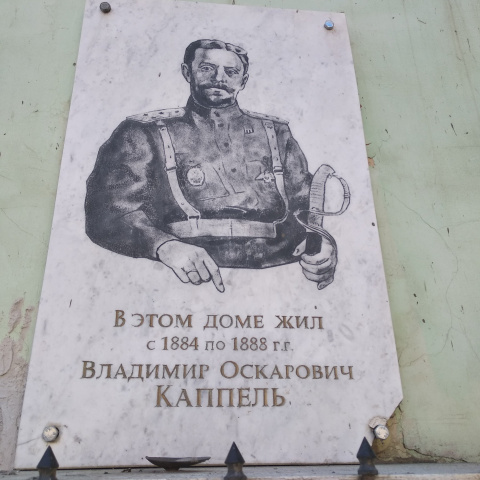 В ЭТОМ ДОМЕ ЖИЛ
С 1884 ПО 1888 Г.Г.
ВЛАДИМИР ОСКАРОВИЧ
КАППЕЛЬ